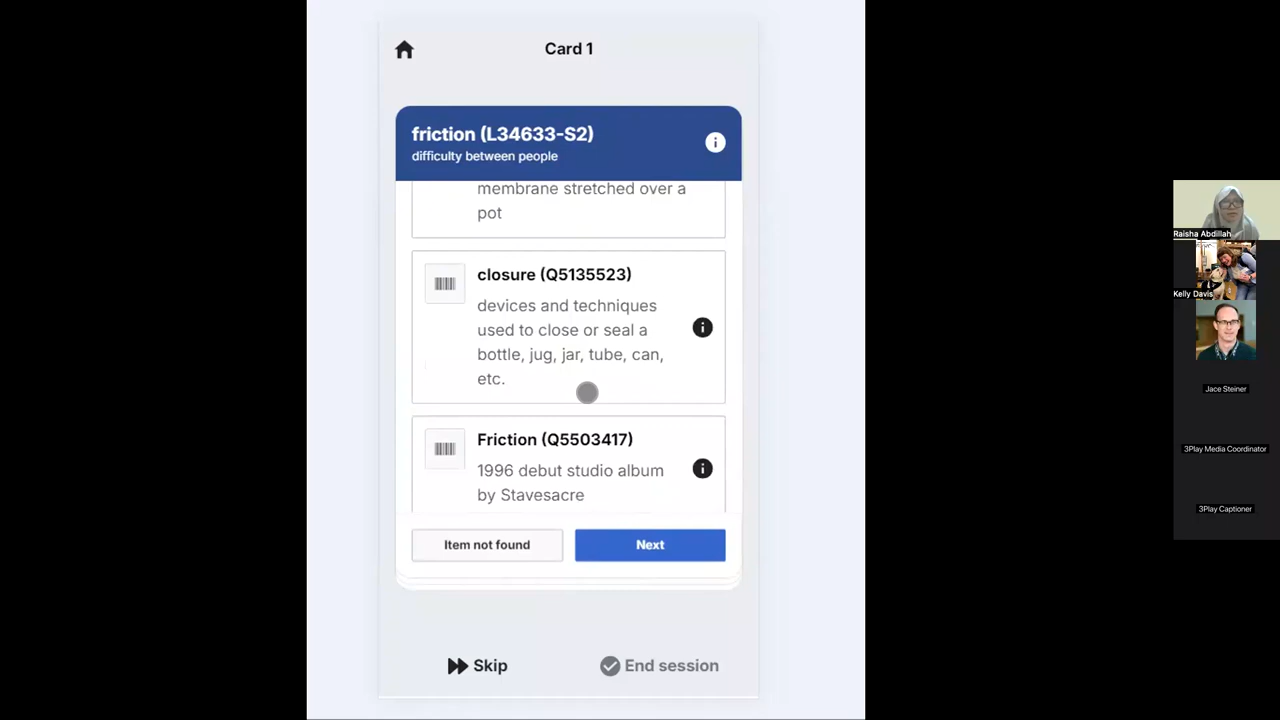 Card 1
friction (L34633-S2)
difficulty between people
membrane stretched over a
pot
closure (Q5135523)
devices and techniques
used to close or seal a
bottle, jug, jar, tube, can,
etc.
Friction (Q5503417)
1996 debut studio album
by Stavesacre
Item not found
Next
Skip
End session
Raisha Abdillah
Kelly Davis
Jace Steiner
3Play Media Coordinator
3Play Captioner